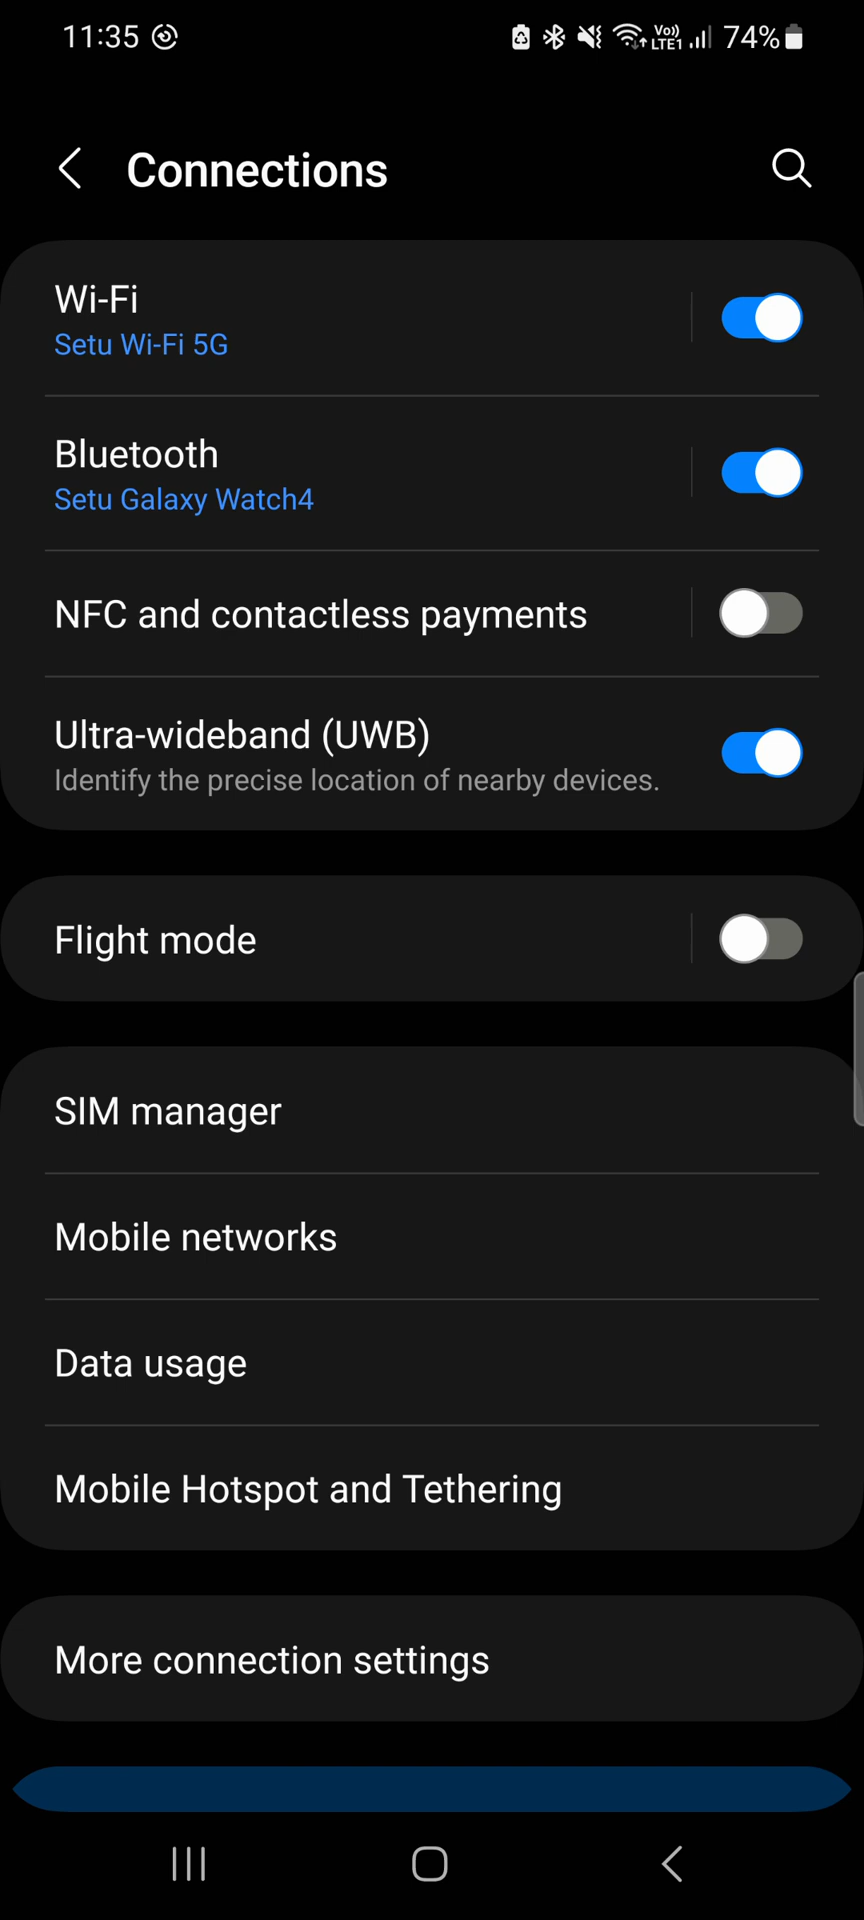 11:35 Vo)) LTE1 74%
Connections
Wi-Fi
Setu Wi-Fi 5G
Bluetooth
Setu Galaxy Watch4
NFC and contactless payments
Ultra-wideband (UWB)
Identify the precise location of nearby devices.
Flight mode
SIM manager
Mobile networks
Data usage
Mobile Hotspot and Tethering
More connection settings